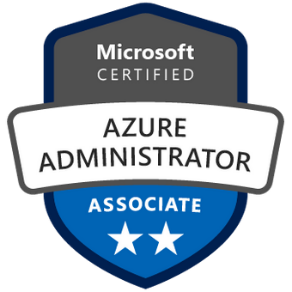 Microsoft
CERTIFIED
AZURE
ADMINISTRATOR
ASSOCIATE